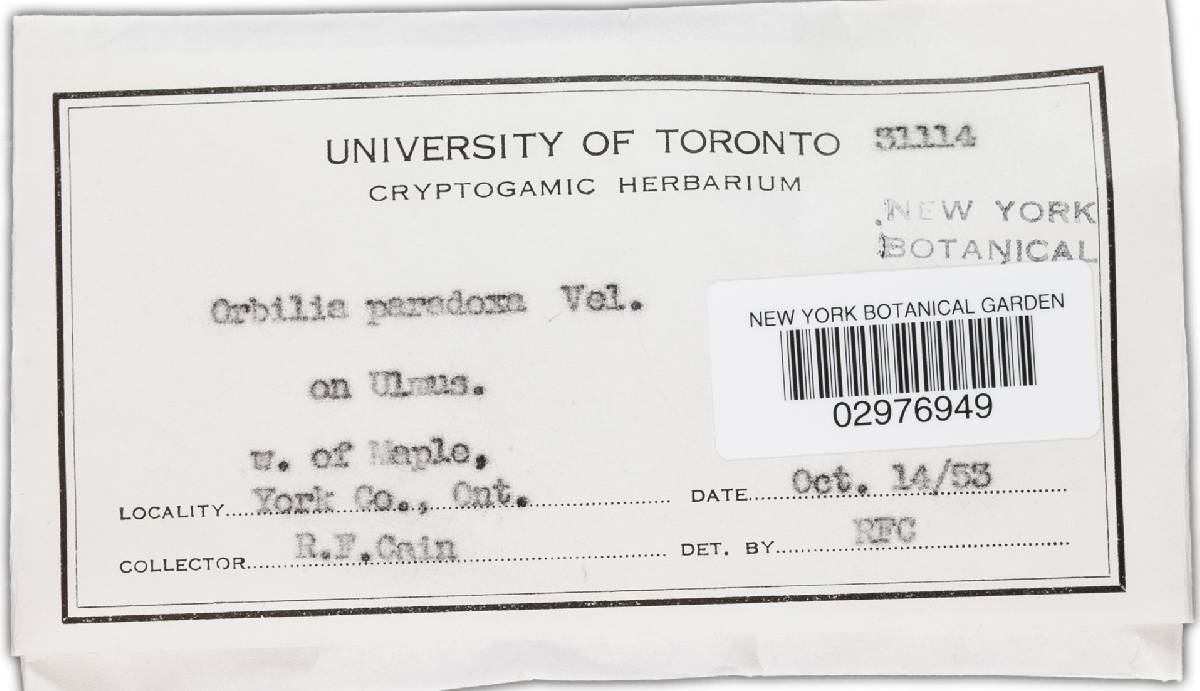 UNIVERSITY OF TORONTO 31114
CRYPTOGAMIC HERBARIUM
NEW YORK
BOTANICAL
Orbilia paradoxa Vel.
NEW YORK BOTANICAL GARDEN
02976949
on Ulmus.
w. of Maple,
LOCALITY York Co., Ont. DATE Oct. 14/53
COLLECTOR R.F.Cain DET. BY RFC